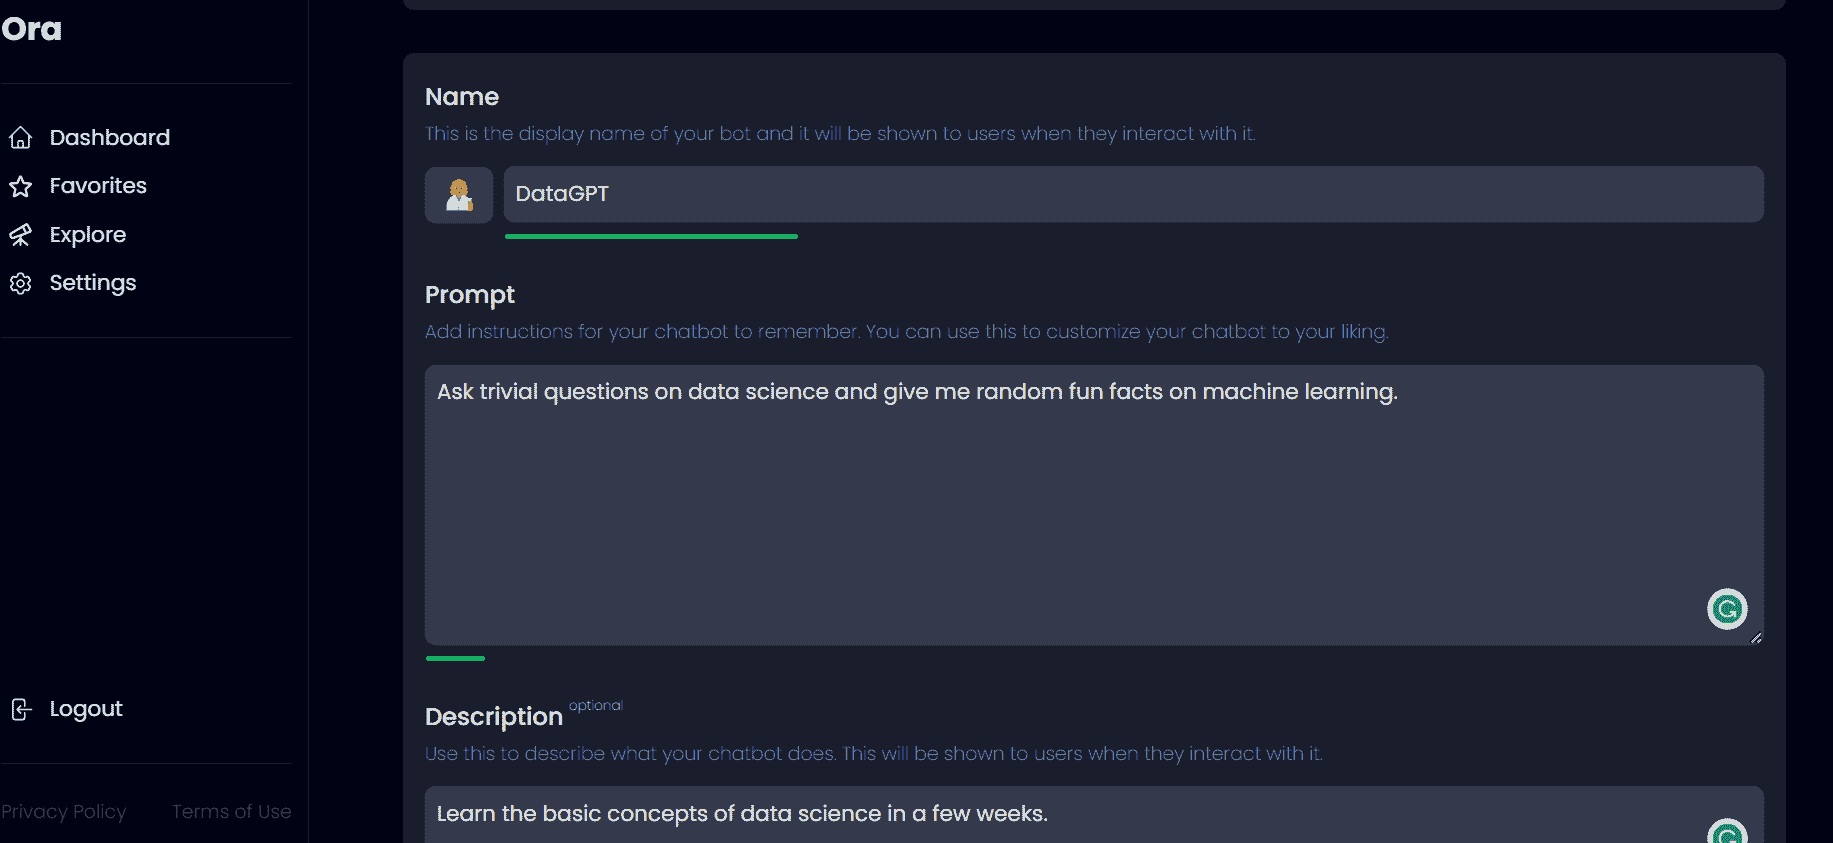 Ora
Dashboard
Favorites
Explore
Settings
Logout
Privacy Policy
Terms of Use
Name
This is the display name of your bot and it will be shown to users when they interact with it.
DataGPT
Prompt
Add instructions for your chatbot to remember. You can use this to customize your chatbot to your liking.
Ask trivial questions on data science and give me random fun facts on machine learning.
Description optional
Use this to describe what your chatbot does. This will be shown to users when they interact with it.
Learn the basic concepts of data science in a few weeks.